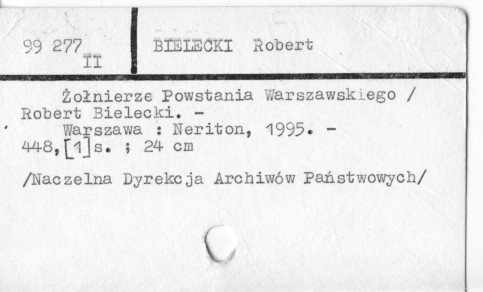 99 277 BIELECKI Robert
II
Żołnierze Powstania Warszawskiego /
Robert Bielecki. -
Warszawa : Neriton, 1995. -
448,[1]s. ; 24 cm
/Naczelna Dyrekcja Archiwów Państwowych/